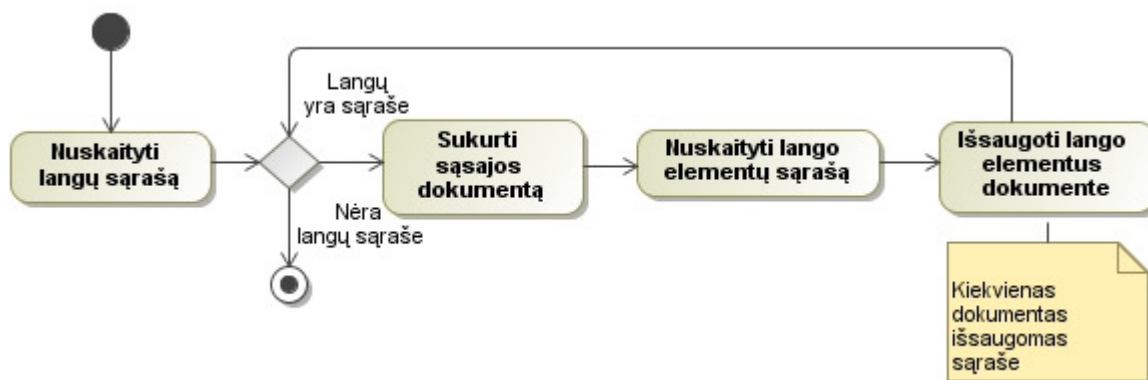 Nuskaityti
langų sąrašą
Langų
yra sąraše
Nėra
langų sąraše
Sukurti
sąsajos
dokumentą
Nuskaityti lango
elementų sąrašą
Išsaugoti lango
elementus
dokumente
Kiekvienas
dokumentas
išsaugomas
sąraše